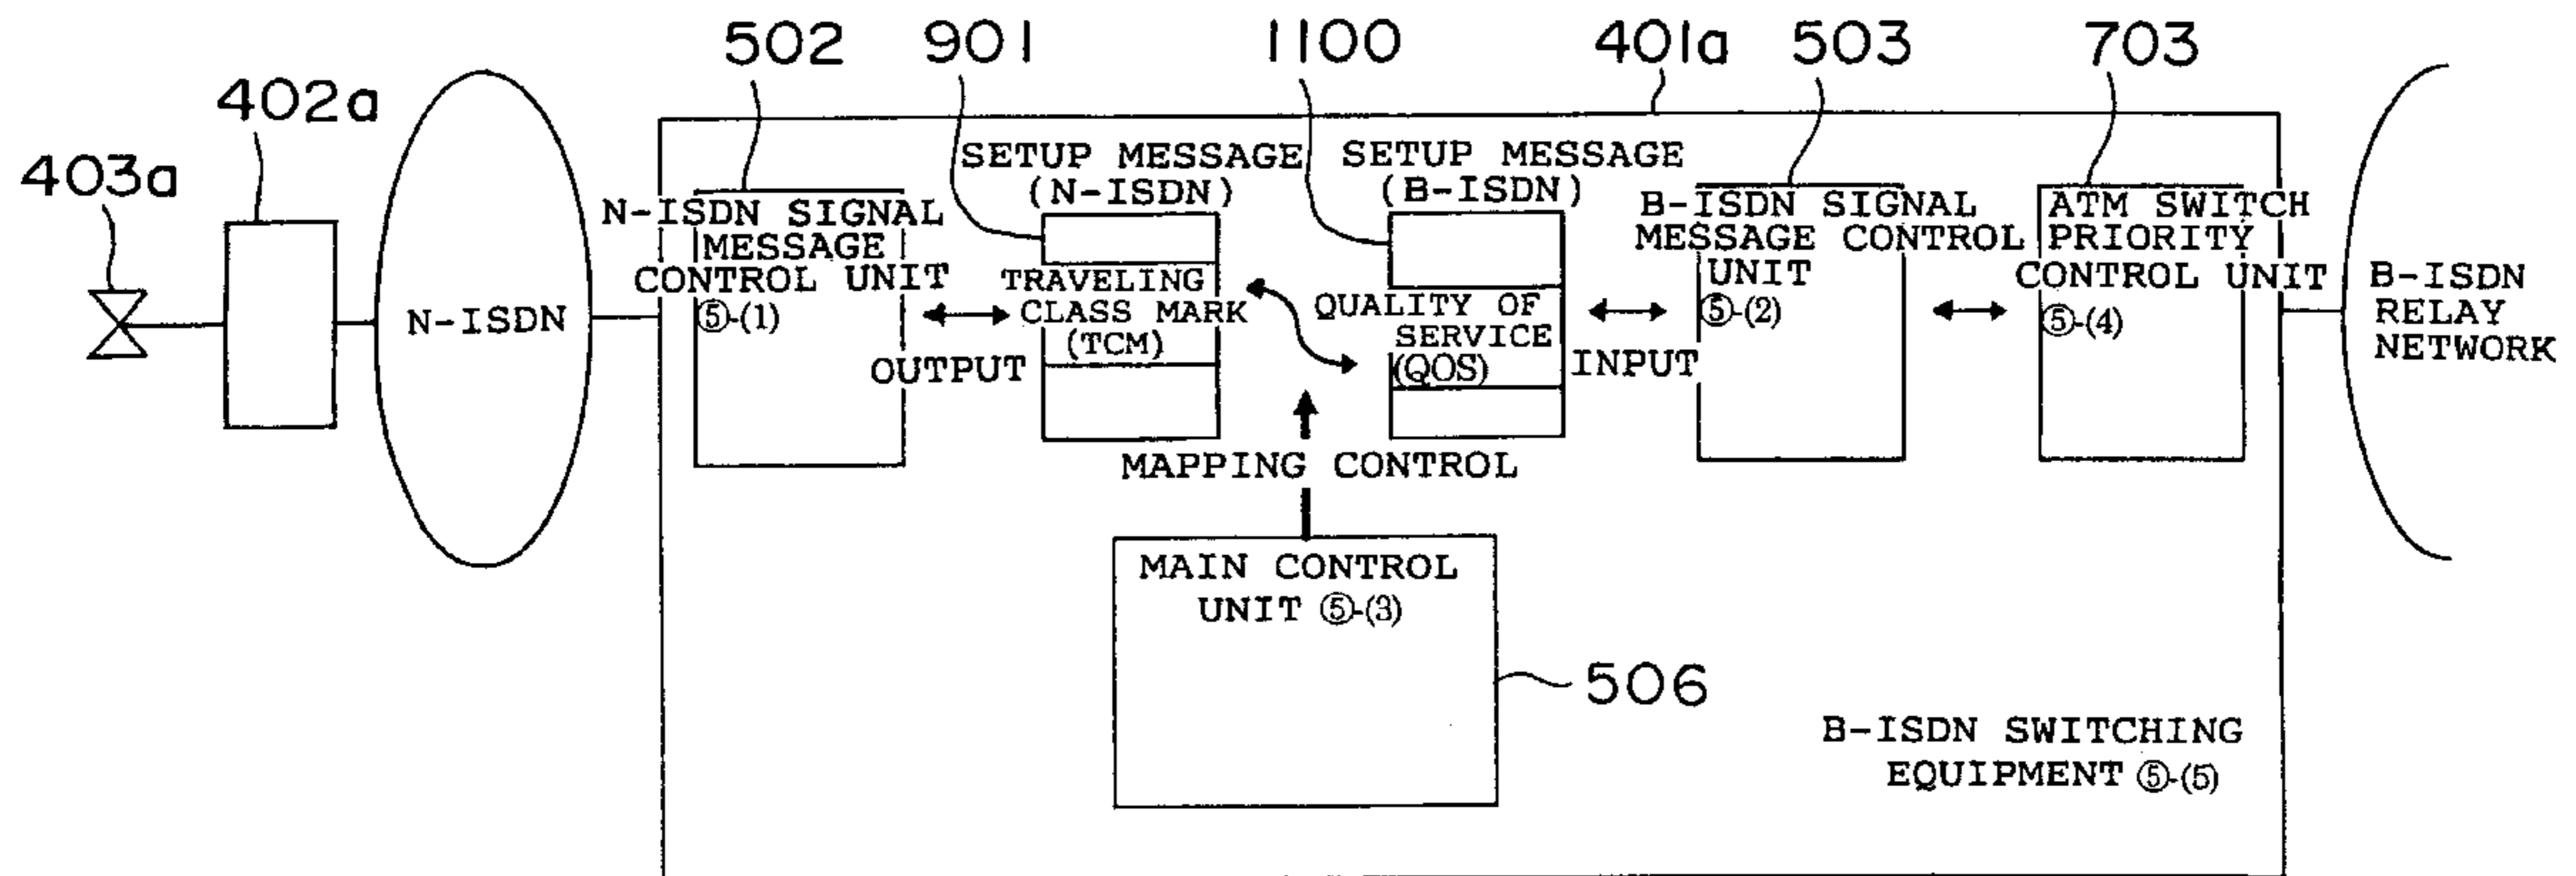 502
901
1100
401a
503
703
402a
403a
SETUP MESSAGE
(N-ISDN)
SETUP MESSAGE
(B-ISDN)
N-ISDN SIGNAL
MESSAGE
CONTROL UNIT
⑤-(1)
TRAVELING
CLASS MARK
(TCM)
QUALITY OF
SERVICE
(QOS)
B-ISDN SIGNAL
MESSAGE CONTROL
UNIT
⑤-(2)
ATM SWITCH
PRIORITY
CONTROL UNIT
⑤-(4)
N-ISDN
B-ISDN
RELAY
NETWORK
OUTPUT
INPUT
MAPPING CONTROL
MAIN CONTROL
UNIT ⑤-(3)
506
B-ISDN SWITCHING
EQUIPMENT ⑤-(5)